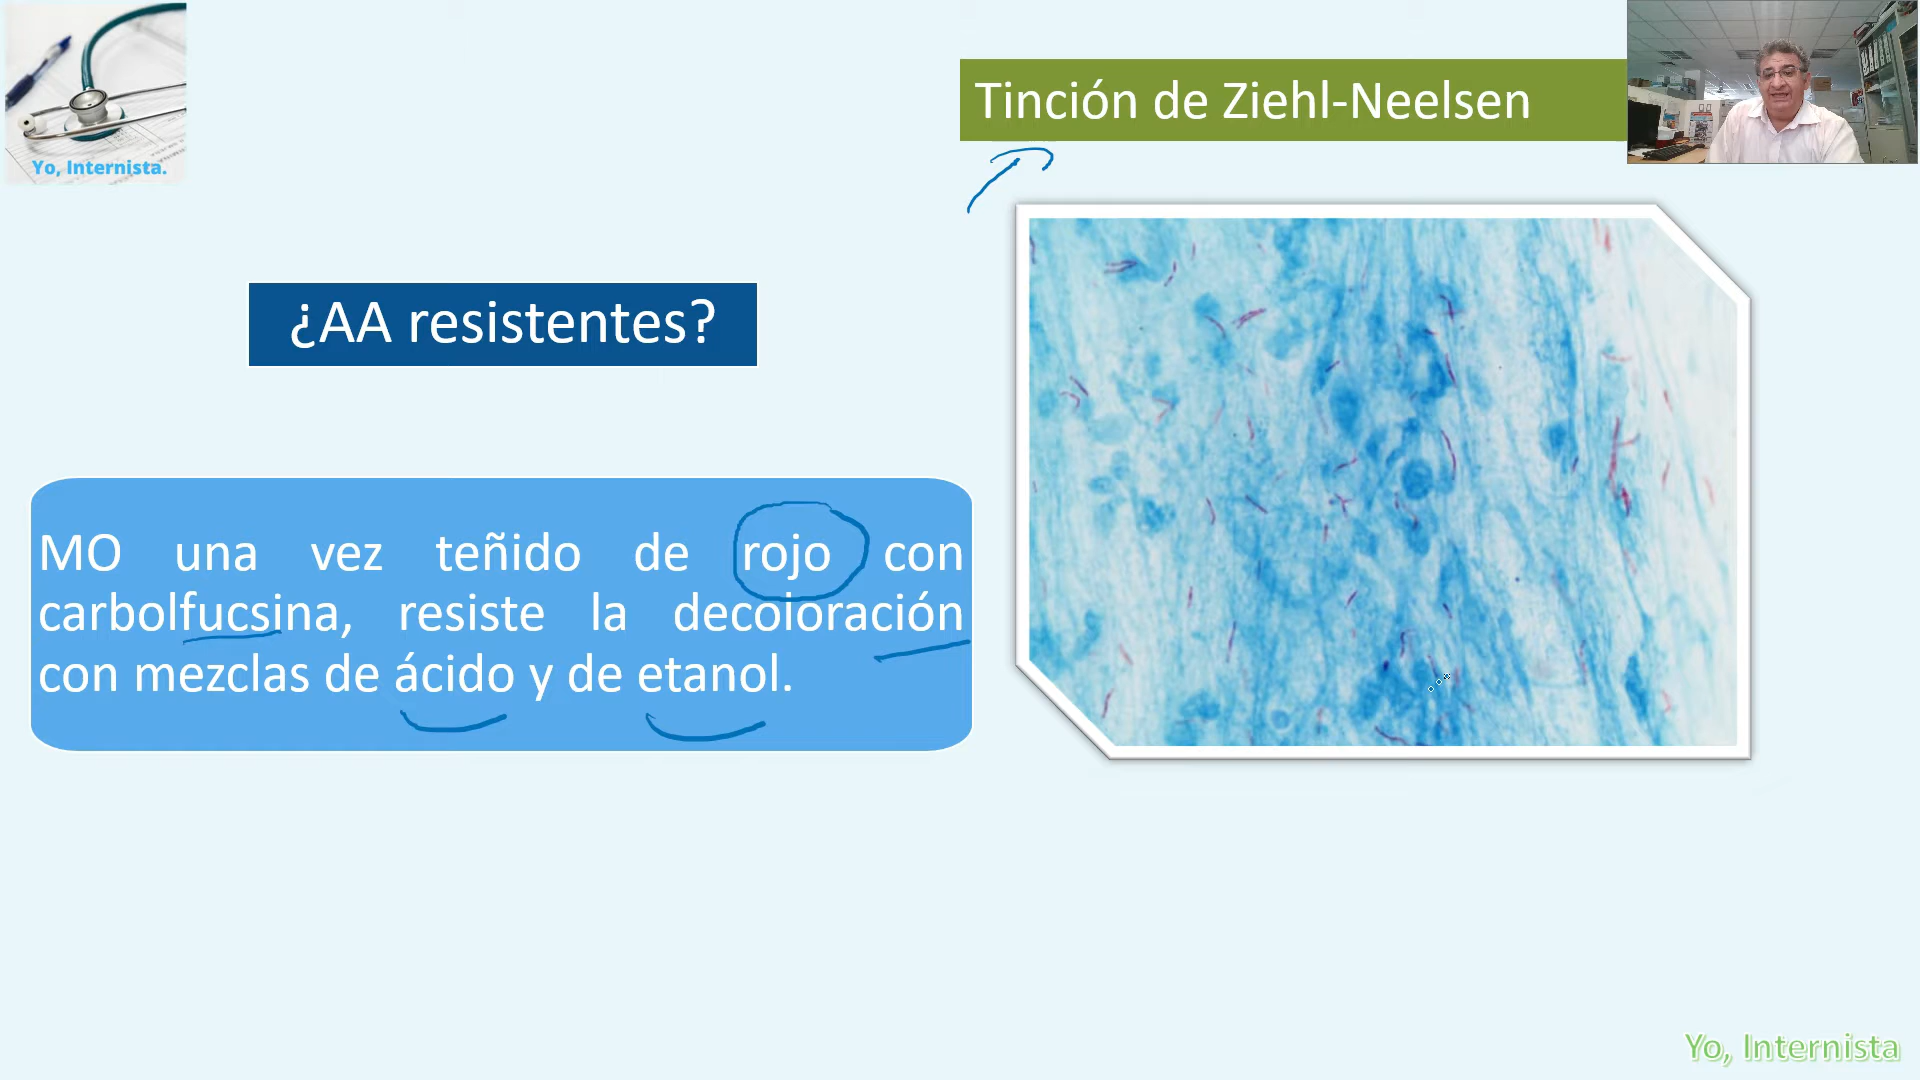 Yo, Internista.
Tinción de Ziehl-Neelsen
¿AA resistentes?
MO una vez teñido de rojo con
carbolfucsina, resiste la decoloración
con mezclas de ácido y de etanol.
Yo, Internista